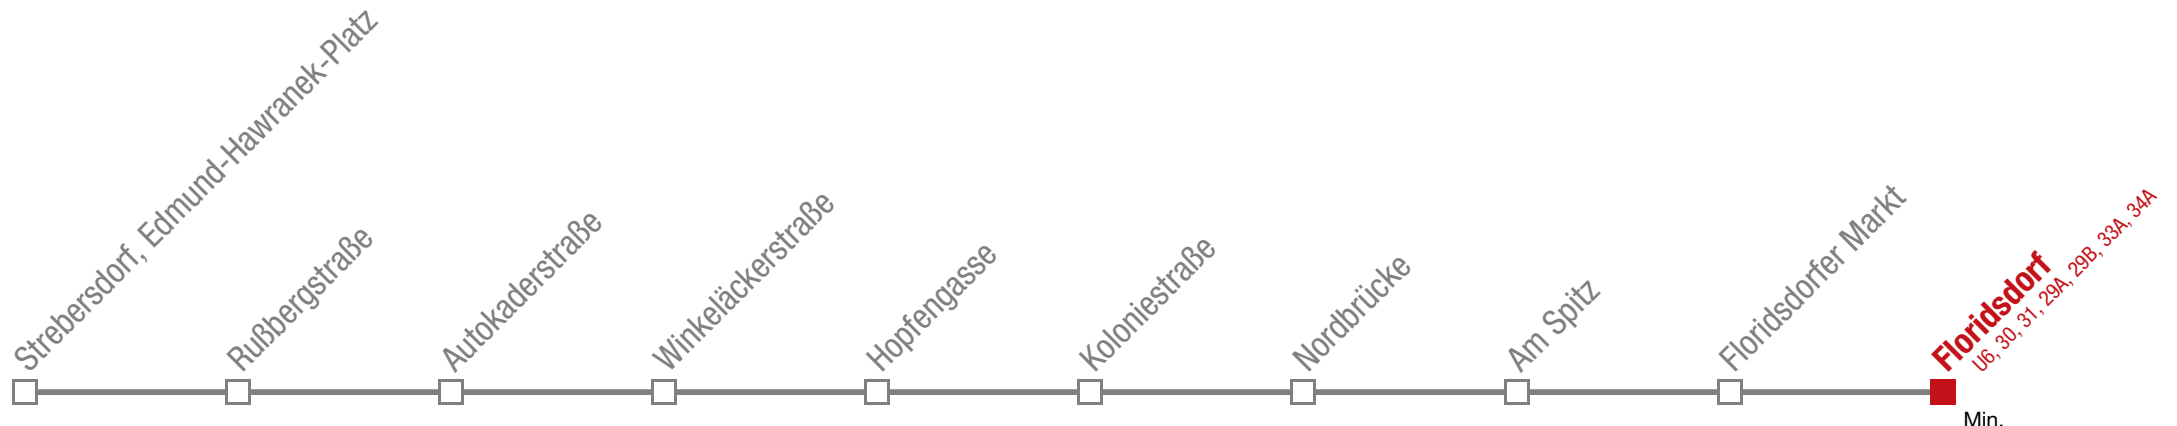 Strebersdorf, Edmund-Hawranek-Platz
Rußbergstraße
Autokaderstraße
Winkeläckerstraße
Hopfengasse
Koloniestraße
Nordbrücke
Am Spitz
Floridsdorfer Markt
Floridsdorf
U6, 30, 31, 29A, 29B, 33A, 34A
Min.